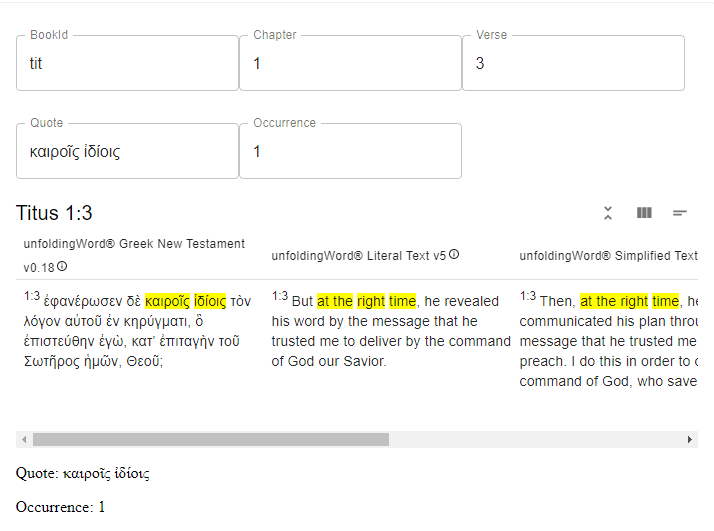 BookId
Chapter
Verse
tit
1
3
Quote
Occurrence
καιροῖς ἰδίοις
1
Titus 1:3
unfoldingWord® Greek New Testament
v0.18
unfoldingWord® Literal Text v5
unfoldingWord® Simplified Text
1:3 ἐφανέρωσεν δὲ καιροῖς ἰδίοις τὸν
λόγον αὐτοῦ ἐν κηρύγματι, ὃ
ἐπιστεύθην ἐγὼ, κατ’ ἐπιταγὴν τοῦ
Σωτῆρος ἡμῶν, Θεοῦ;
1:3 But at the right time, he revealed
his word by the message that he
trusted me to deliver by the command
of God our Savior.
1:3 Then, at the right time, he
communicated his plan
message that he trusted me
preach. I do this in order to
command of God, who save
Quote: καιροῖς ἰδίοις
Occurrence: 1